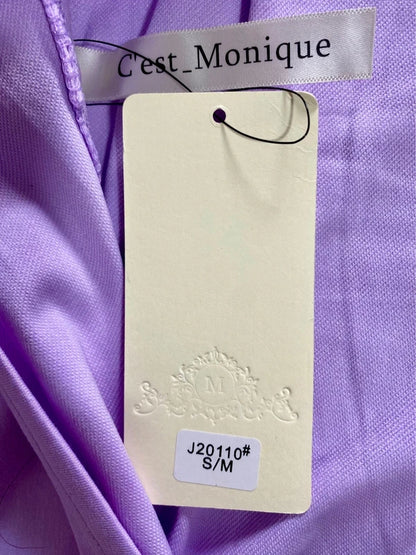 C'est_Monique
M
J20110#
S/M